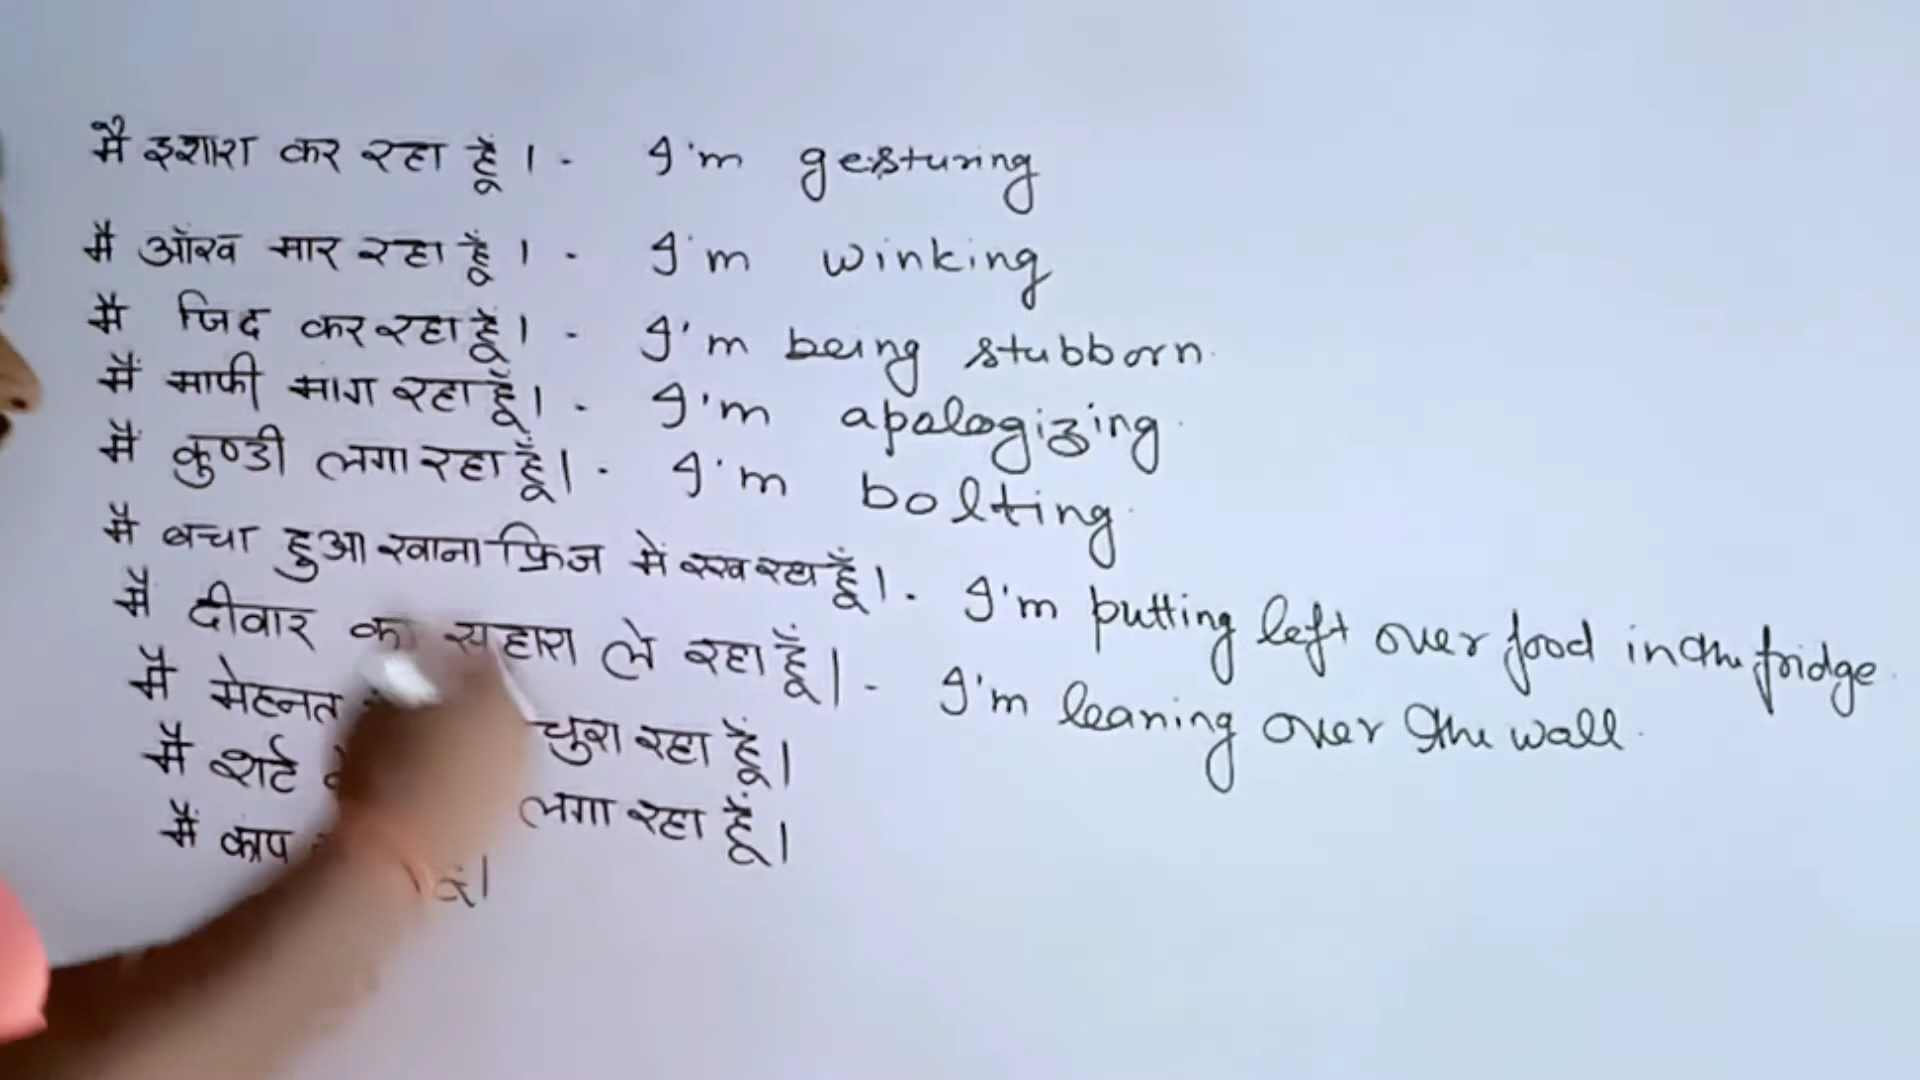 मैं इशारा कर रहा हूँ। - I'm gesturing
मैं आँख मार रहा हूँ। - I'm winking
मैं जिद कर रहा हूँ। - I'm being stubborn.
मैं माफी मांग रहा हूँ। - I'm apologizing.
मैं कुण्डी लगा रहा हूँ। - I'm bolting.
मैं बचा हुआ खाना फ्रिज में रख रहा हूँ। - I'm putting left over food in the fridge.
मैं दीवार का सहारा ले रहा हूँ। - I'm leaning over the wall.
मैं मेहनत चुरा रहा हूँ।
मैं शर्ट लगा रहा हूँ।
मैं कांप